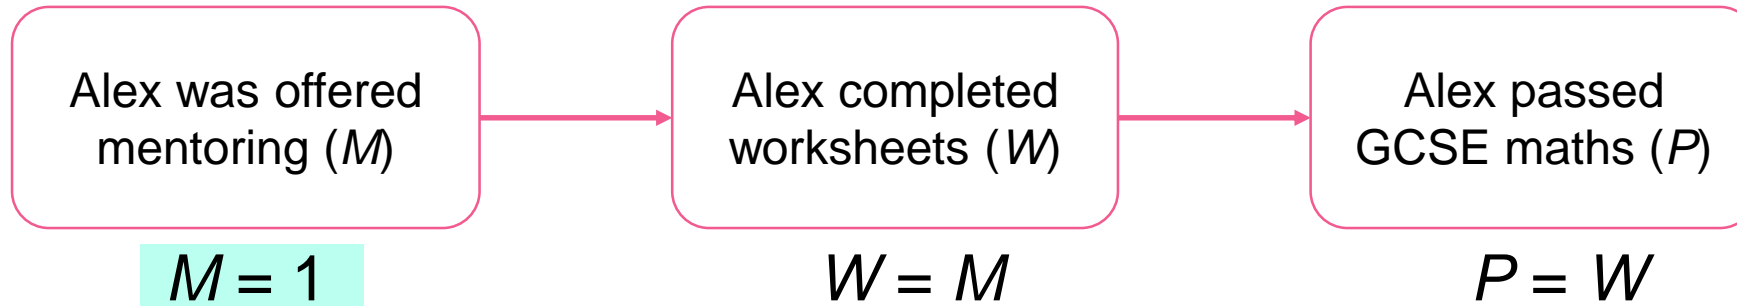 Alex was offered
mentoring (M)
Alex completed
worksheets (W)
Alex passed
GCSE maths (P)
M = 1
W = M
P = W